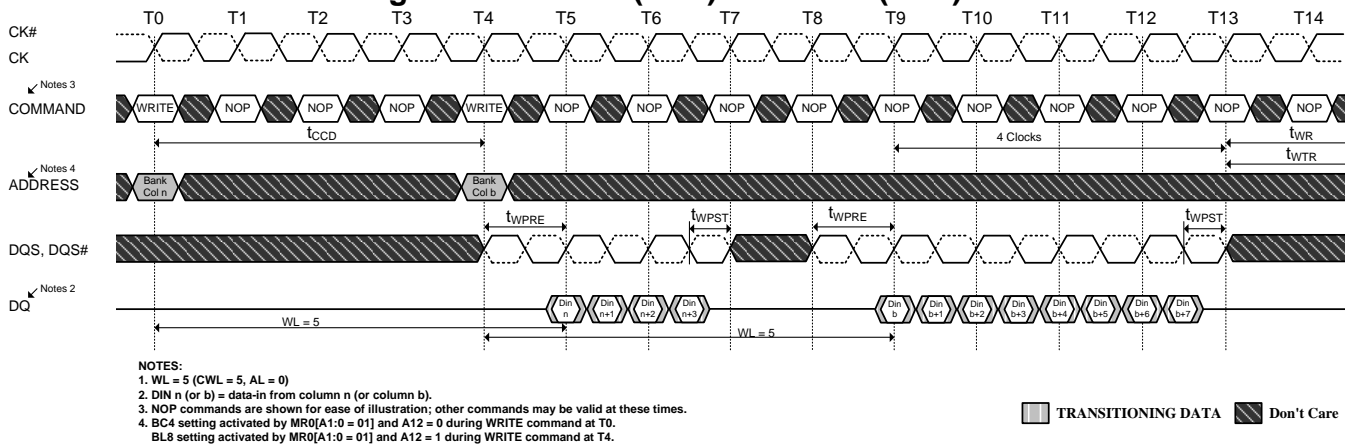 T0 T1 T2 T3 T4 T5 T6 T7 T8 T9 T10 T11 T12 T13 T14
CK#
CK
Notes 3
COMMAND
WRITE NOP NOP NOP WRITE NOP NOP NOP NOP NOP NOP NOP NOP NOP NOP
tCCD
4 Clocks
tWR
tWTR
Notes 4
ADDRESS
Bank Bank
Col n Col b
tWPRE tWPST tWPRE tWPST
DQS, DQS#
Notes 2
DQ
Din Din Din Din Din Din Din Din Din Din Din Din
n n+1 n+2 n+3 b b+1 b+2 b+3 b+4 b+5 b+6 b+7
WL = 5
WL = 5
NOTES:
1. WL = 5 (CWL = 5, AL = 0)
2. DIN n (or b) = data-in from column n (or column b).
3. NOP commands are shown for ease of illustration; other commands may be valid at these times.
4. BC4 setting activated by MR0[A1:0 = 01] and A12 = 0 during WRITE command at T0.
BL8 setting activated by MR0[A1:0 = 01] and A12 = 1 during WRITE command at T4.
TRANSITIONING DATA Don't Care